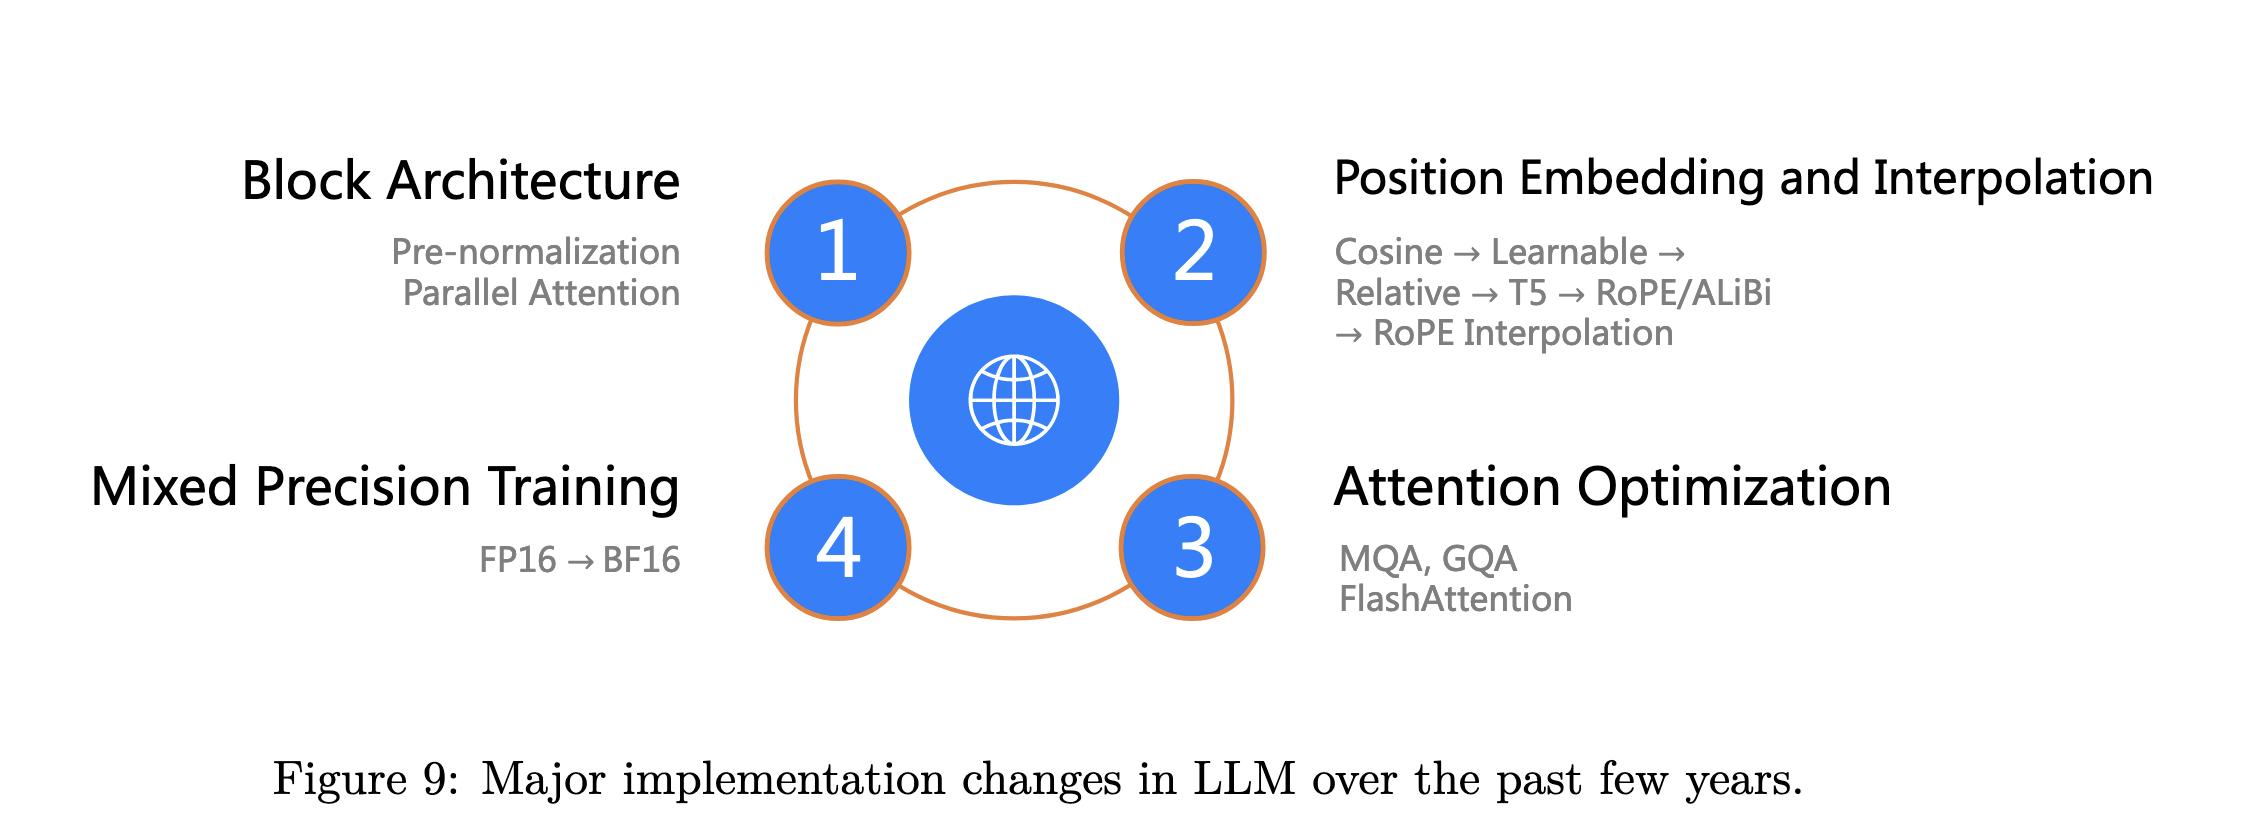 Block Architecture
Pre-normalization
Parallel Attention
1
2
Position Embedding and Interpolation
Cosine → Learnable →
Relative → T5 → RoPE/ALiBi
→ RoPE Interpolation
Mixed Precision Training
FP16 → BF16
4
3
Attention Optimization
MQA, GQA
FlashAttention
Figure 9: Major implementation changes in LLM over the past few years.